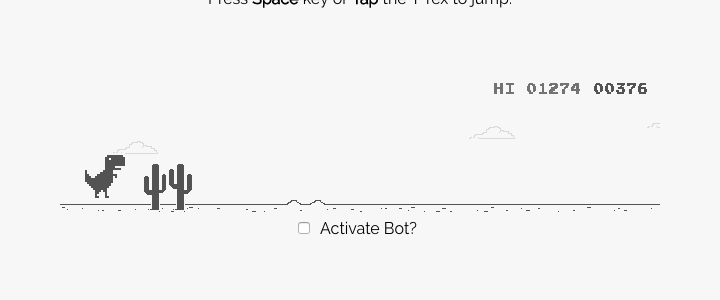 Press Space key or Tap the T-rex to jump.
HI 01274 00376
Activate Bot?